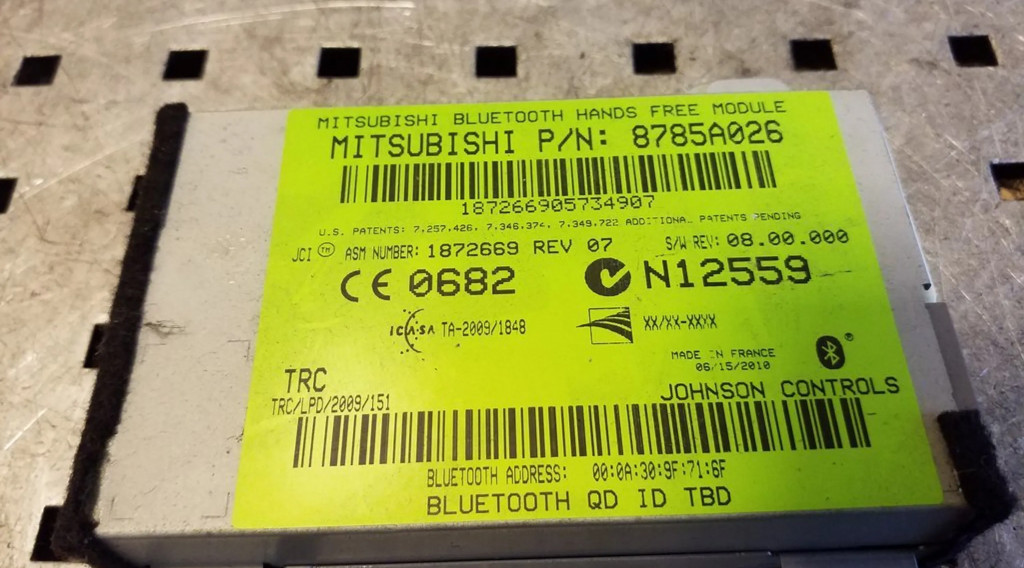 MITSUBISHI BLUETOOTH HANDS FREE MODULE
MITSUBISHI P/N: 8785A026
187266905734907
U.S. PATENTS: 7,257,426, 7,346,374, 7,349,722 ADDITIONAL PATENTS PENDING
JCI™ ASM NUMBER: 1872669 REV 07 S/W REV: 08.00.000
CE 0682 N12559
ICASA TA-2009/1848 XX/XX-XXXX
MADE IN FRANCE
06/15/2010
TRC
TRC/LPD/2009/151
JOHNSON CONTROLS
BLUETOOTH ADDRESS: 00:0A:30:9F:71:6F
BLUETOOTH QD ID TBD